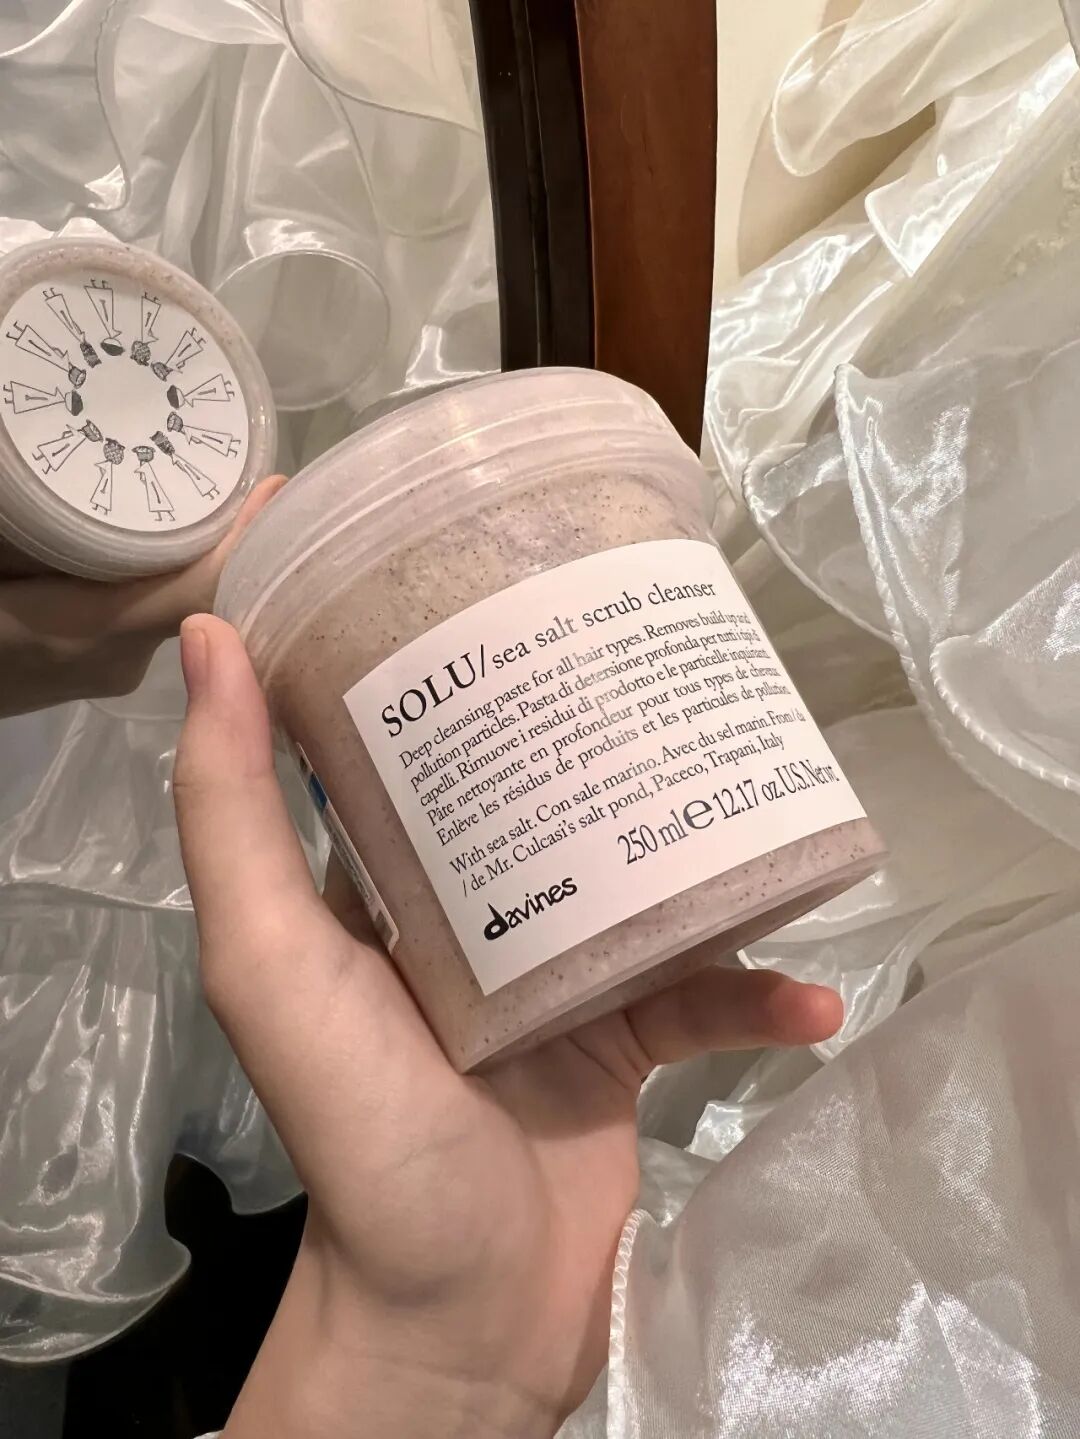 SOLU/sea salt scrub cleanser
Deep cleansing paste for all hair types. Removes build up and
pollution particles. Pasta di detersione profonda per tutti i tipi di
capelli. Rimuove i residui di prodotto e le particelle inquinanti.
Pâte nettoyante en profondeur pour tous types de cheveux.
Enlève les résidus de produits et les particules de pollution.
With sea salt. Con sale marino. Avec du sel marin. From / da
/ de Mr. Culcasi's salt pond, Paceco, Trapani, Italy
250 ml ℮ 12.17 oz. U.S. Net wt.
davines